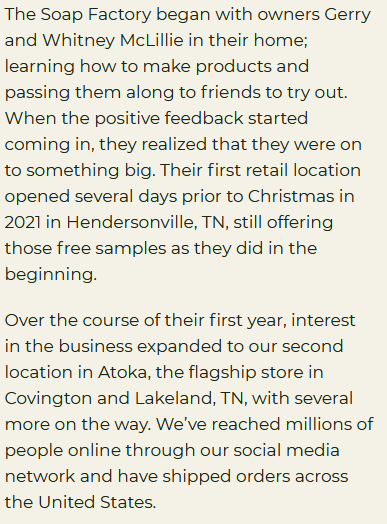 The Soap Factory began with owners Gerry
and Whitney McLillie in their home;
learning how to make products and
passing them along to friends to try out.
When the positive feedback started
coming in, they realized that they were on
to something big. Their first retail location
opened several days prior to Christmas in
2021 in Hendersonville, TN, still offering
those free samples as they did in the
beginning.
Over the course of their first year, interest
in the business expanded to our second
location in Atoka, the flagship store in
Covington and Lakeland, TN, with several
more on the way. We’ve reached millions of
people online through our social media
network and have shipped orders across
the United States.